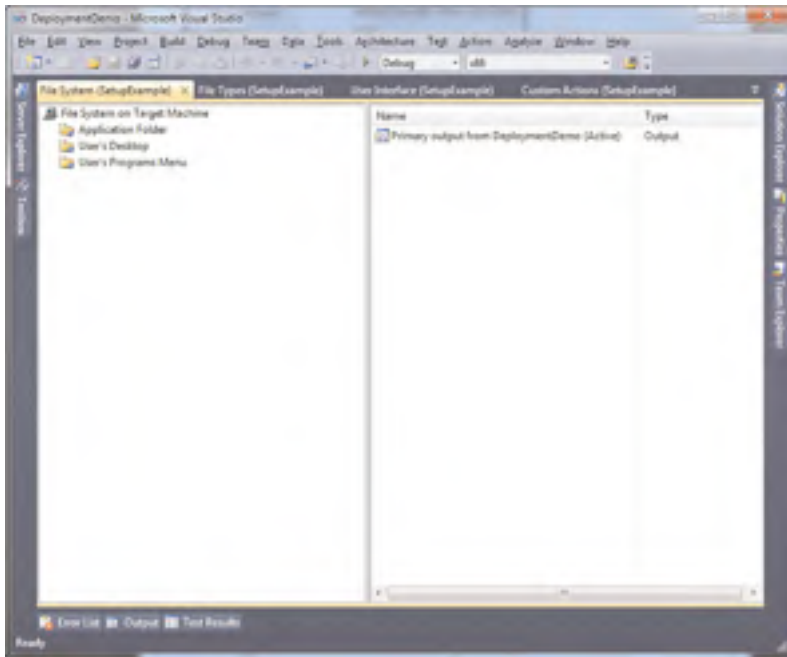 DeploymentDemo - Microsoft Visual Studio
File Edit View Project Build Debug Team Data Tools Architecture Test Action Analyze Window Help
Debug x86
File System (SetupExample) File Types (SetupExample) User Interface (SetupExample) Custom Actions (SetupExample)
Server Explorer
Toolbox
File System on Target Machine
Application Folder
User's Desktop
User's Programs Menu
Name Type
Primary output from DeploymentDemo (Active) Output
Solution Explorer
Properties
Team Explorer
Error List Output Test Results
Ready